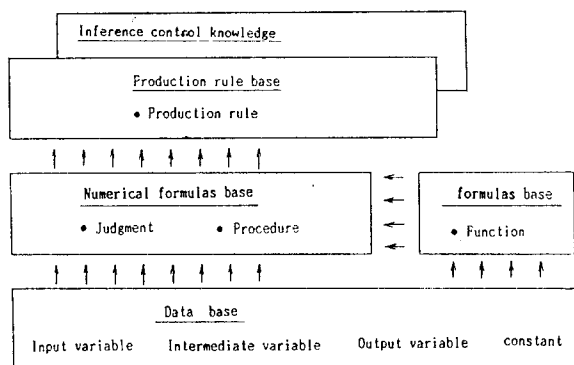 Inference control knowledge
Production rule base
• Production rule
Numerical formulas base
• Judgment • Procedure
formulas base
• Function
Data base
Input variable Intermediate variable Output variable constant